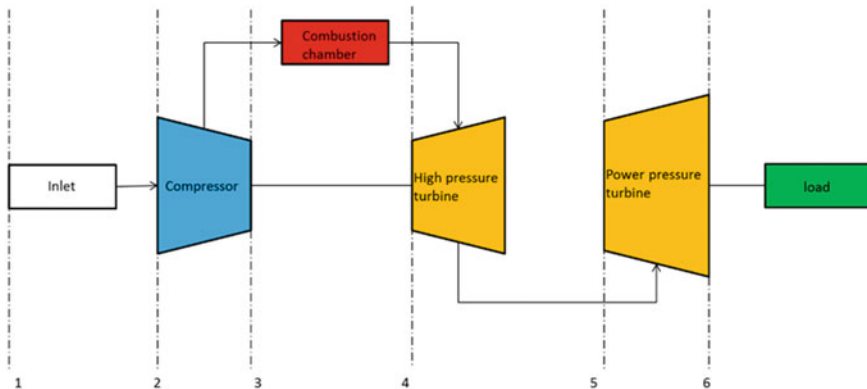 Combustion
chamber
Inlet
Compressor
High pressure
turbine
Power pressure
turbine
load
1
2
3
4
5
6